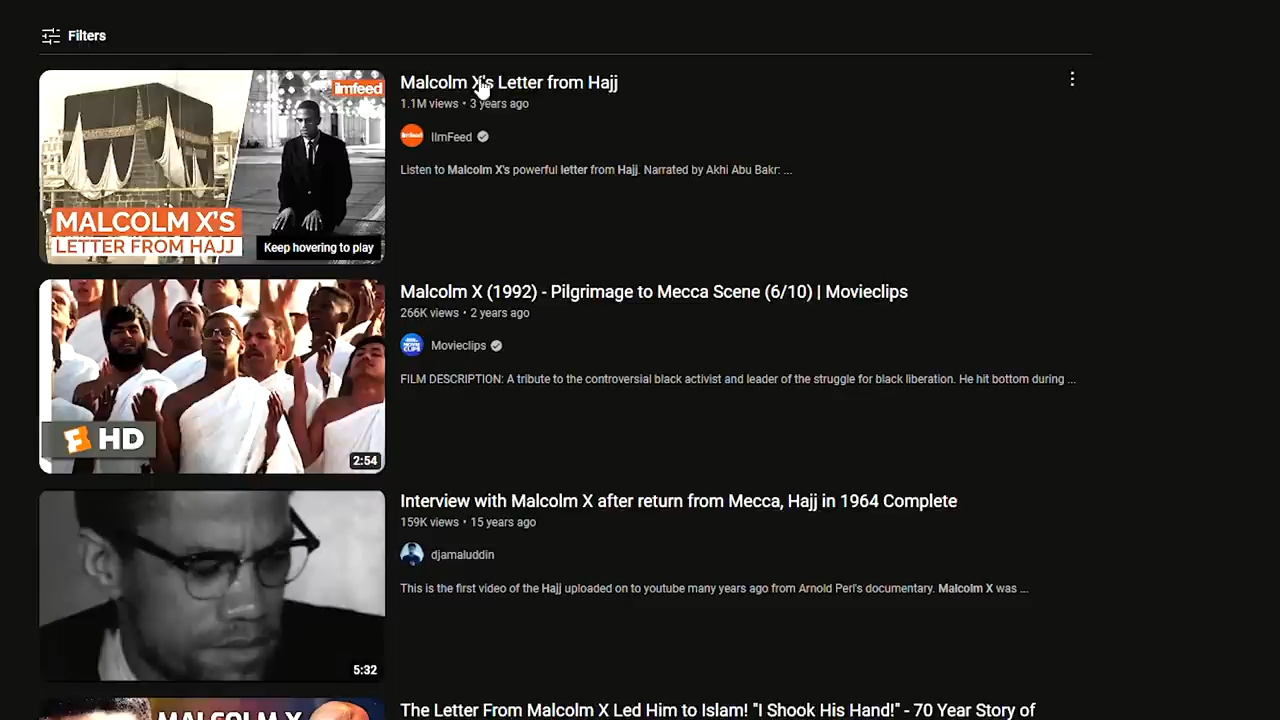 Filters
ilmfeed
MALCOLM X'S
LETTER FROM HAJJ
Keep hovering to play
Malcolm X's Letter from Hajj
1.1M views • 3 years ago
IlmFeed
Listen to Malcolm X's powerful letter from Hajj. Narrated by Akhi Abu Bakr: ...
HD
2:54
Malcolm X (1992) - Pilgrimage to Mecca Scene (6/10) | Movieclips
266K views • 2 years ago
Movieclips
FILM DESCRIPTION: A tribute to the controversial black activist and leader of the struggle for black liberation. He hit bottom during ...
5:32
Interview with Malcolm X after return from Mecca, Hajj in 1964 Complete
159K views • 15 years ago
djamaluddin
This is the first video of the Hajj uploaded on to youtube many years ago from Arnold Perl's documentary. Malcolm X was ...
MALCOLM X
The Letter From Malcolm X Led Him to Islam! "I Shook His Hand!" - 70 Year Story of